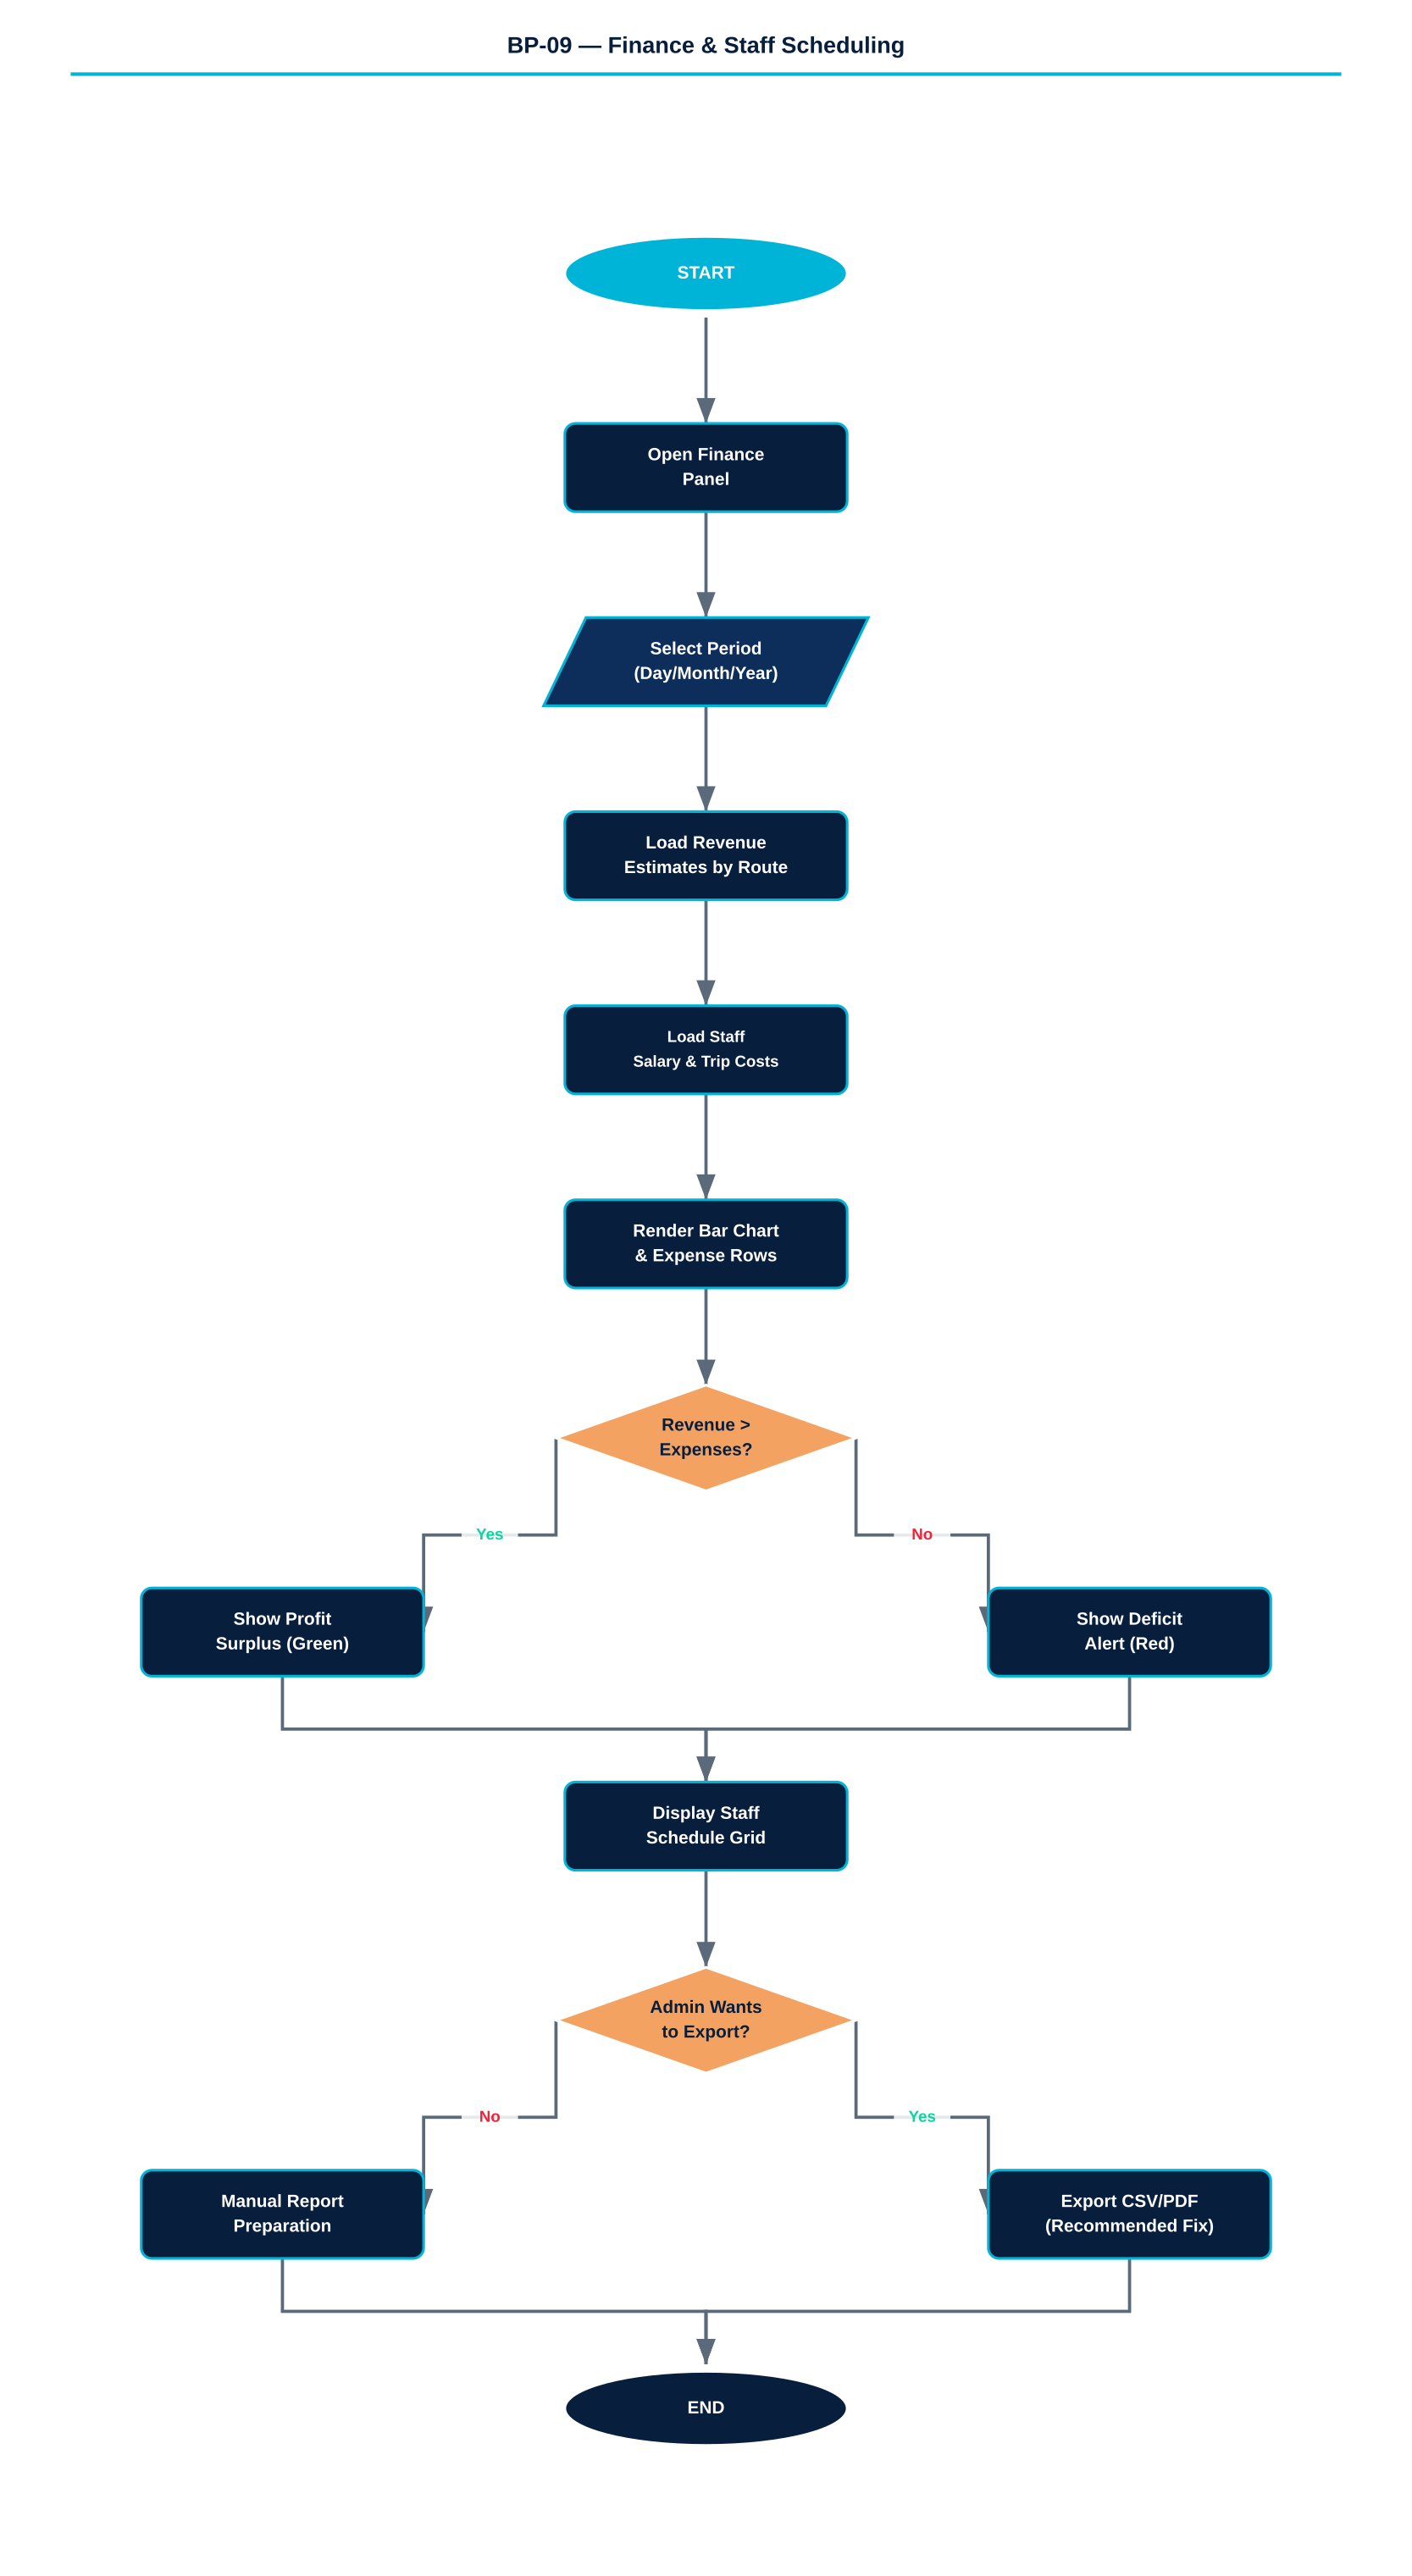 BP-09 — Finance & Staff Scheduling
START
Open Finance
Panel
Select Period
(Day/Month/Year)
Load Revenue
Estimates by Route
Load Staff
Salary & Trip Costs
Render Bar Chart
& Expense Rows
Revenue >
Expenses?
Yes
No
Show Profit
Surplus (Green)
Show Deficit
Alert (Red)
Display Staff
Schedule Grid
Admin Wants
to Export?
No
Yes
Manual Report
Preparation
Export CSV/PDF
(Recommended Fix)
END